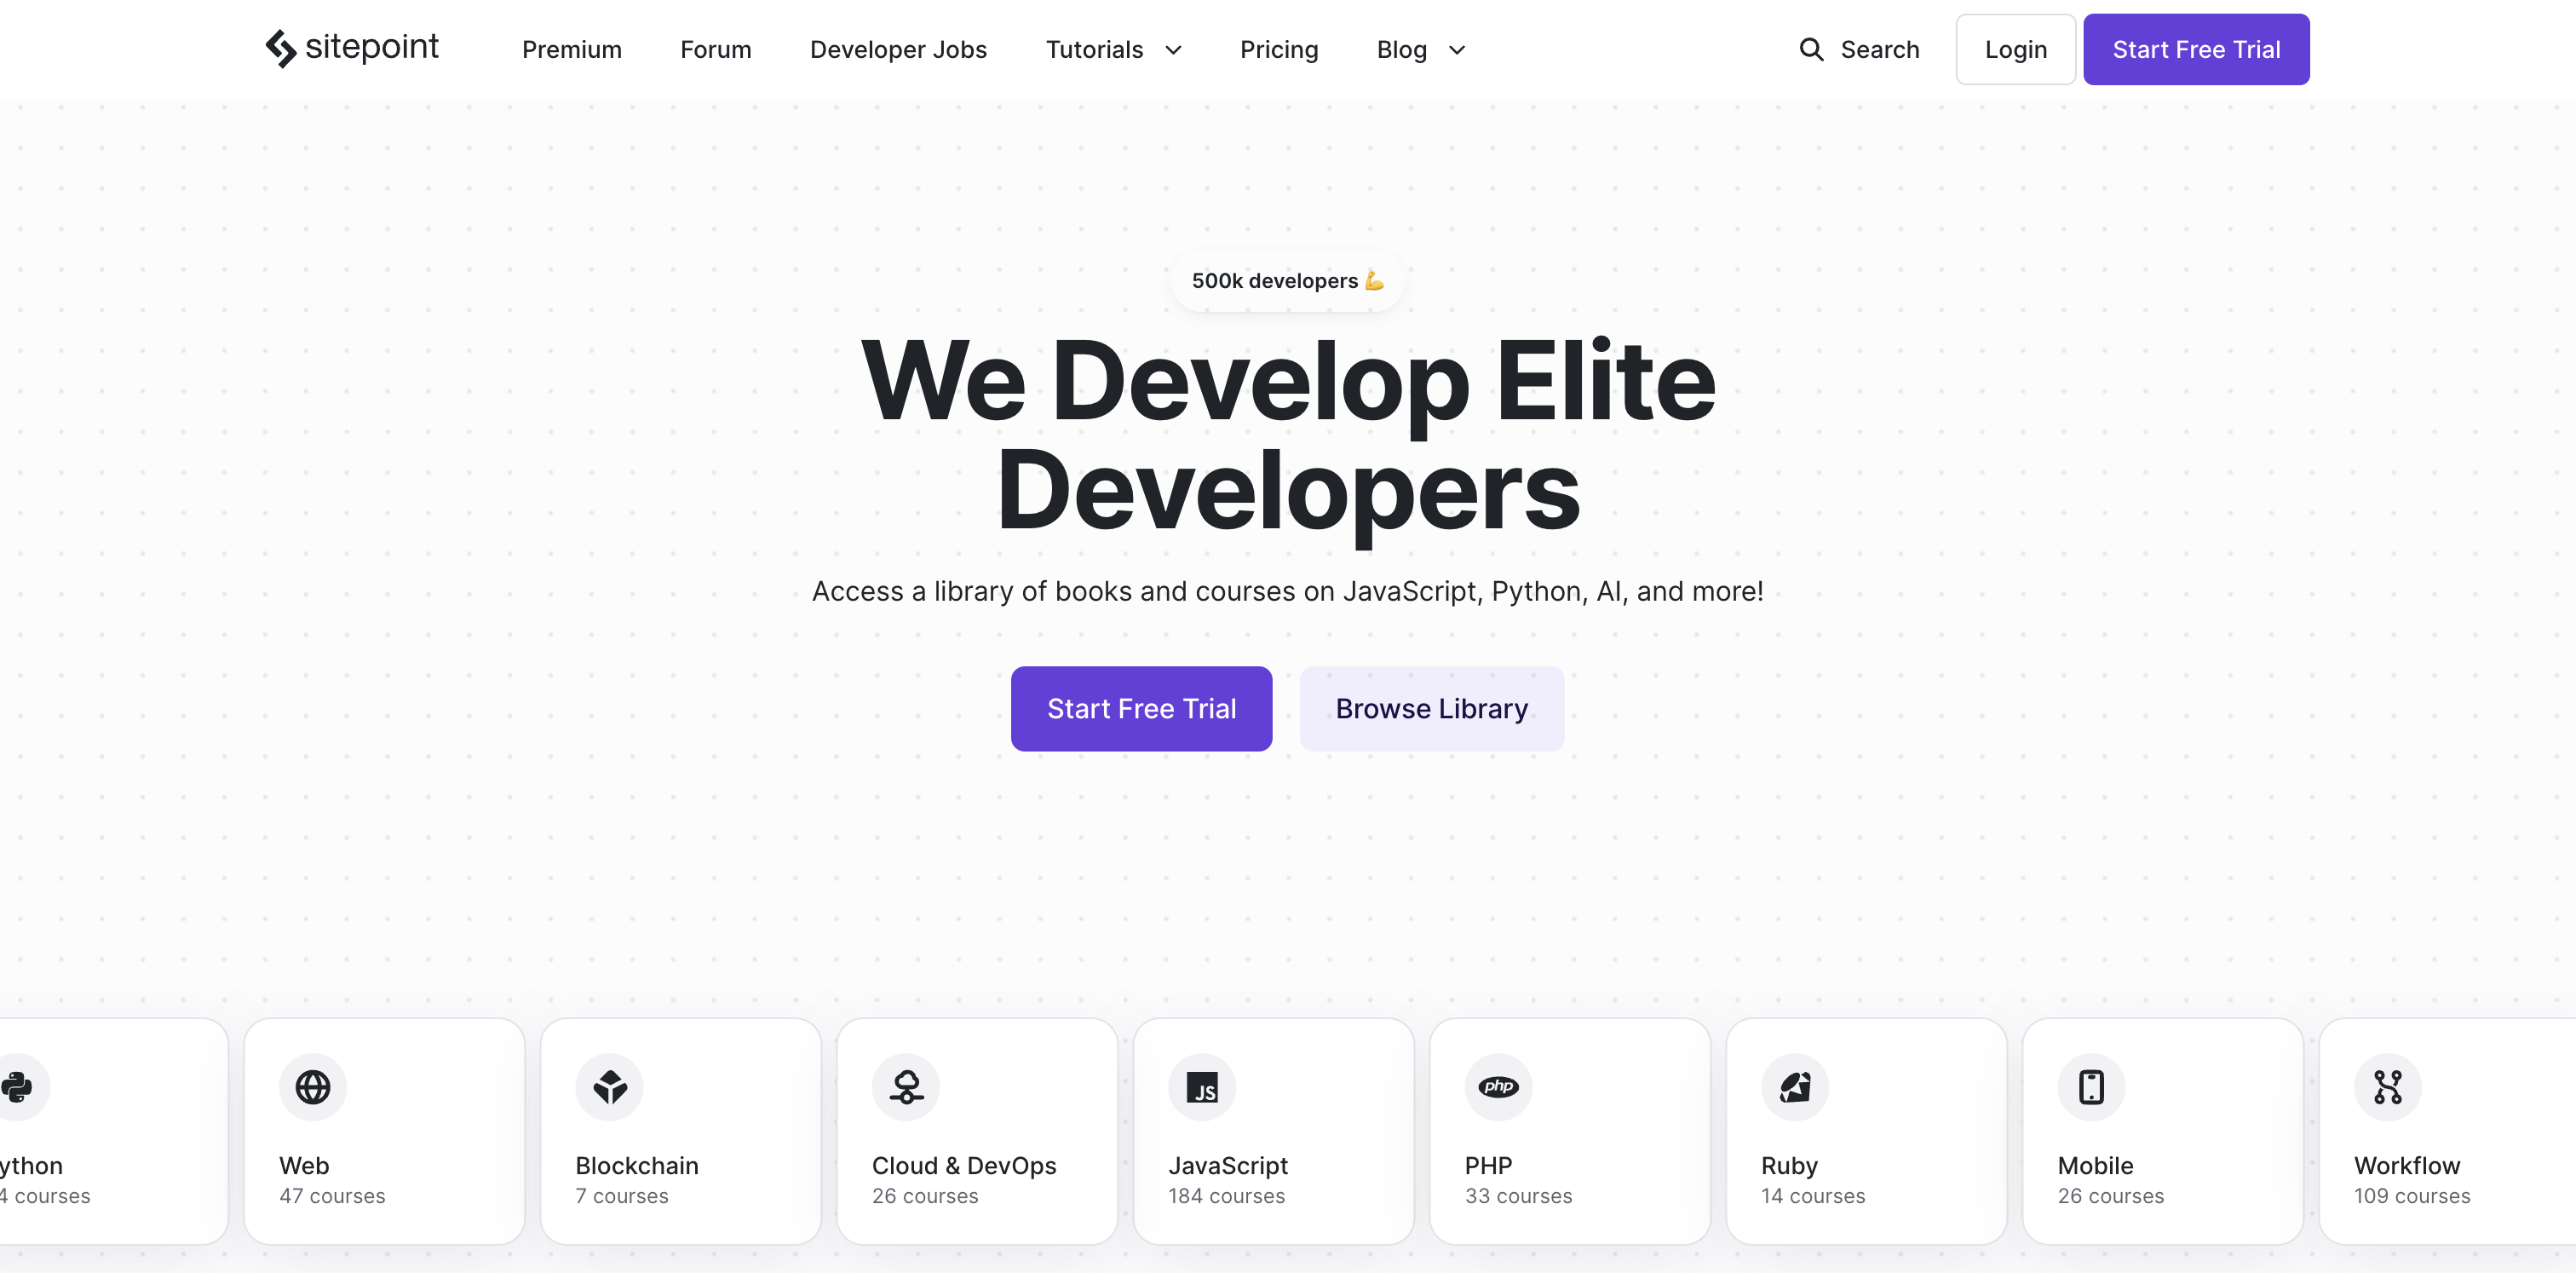 sitepoint Premium Forum Developer Jobs Tutorials Pricing Blog Search Login Start Free Trial
500k developers 💪
We Develop Elite
Developers
Access a library of books and courses on JavaScript, Python, AI, and more!
Start Free Trial Browse Library
JS php
ython Web Blockchain Cloud & DevOps JavaScript PHP Ruby Mobile Workflow
4 courses 47 courses 7 courses 26 courses 184 courses 33 courses 14 courses 26 courses 109 courses